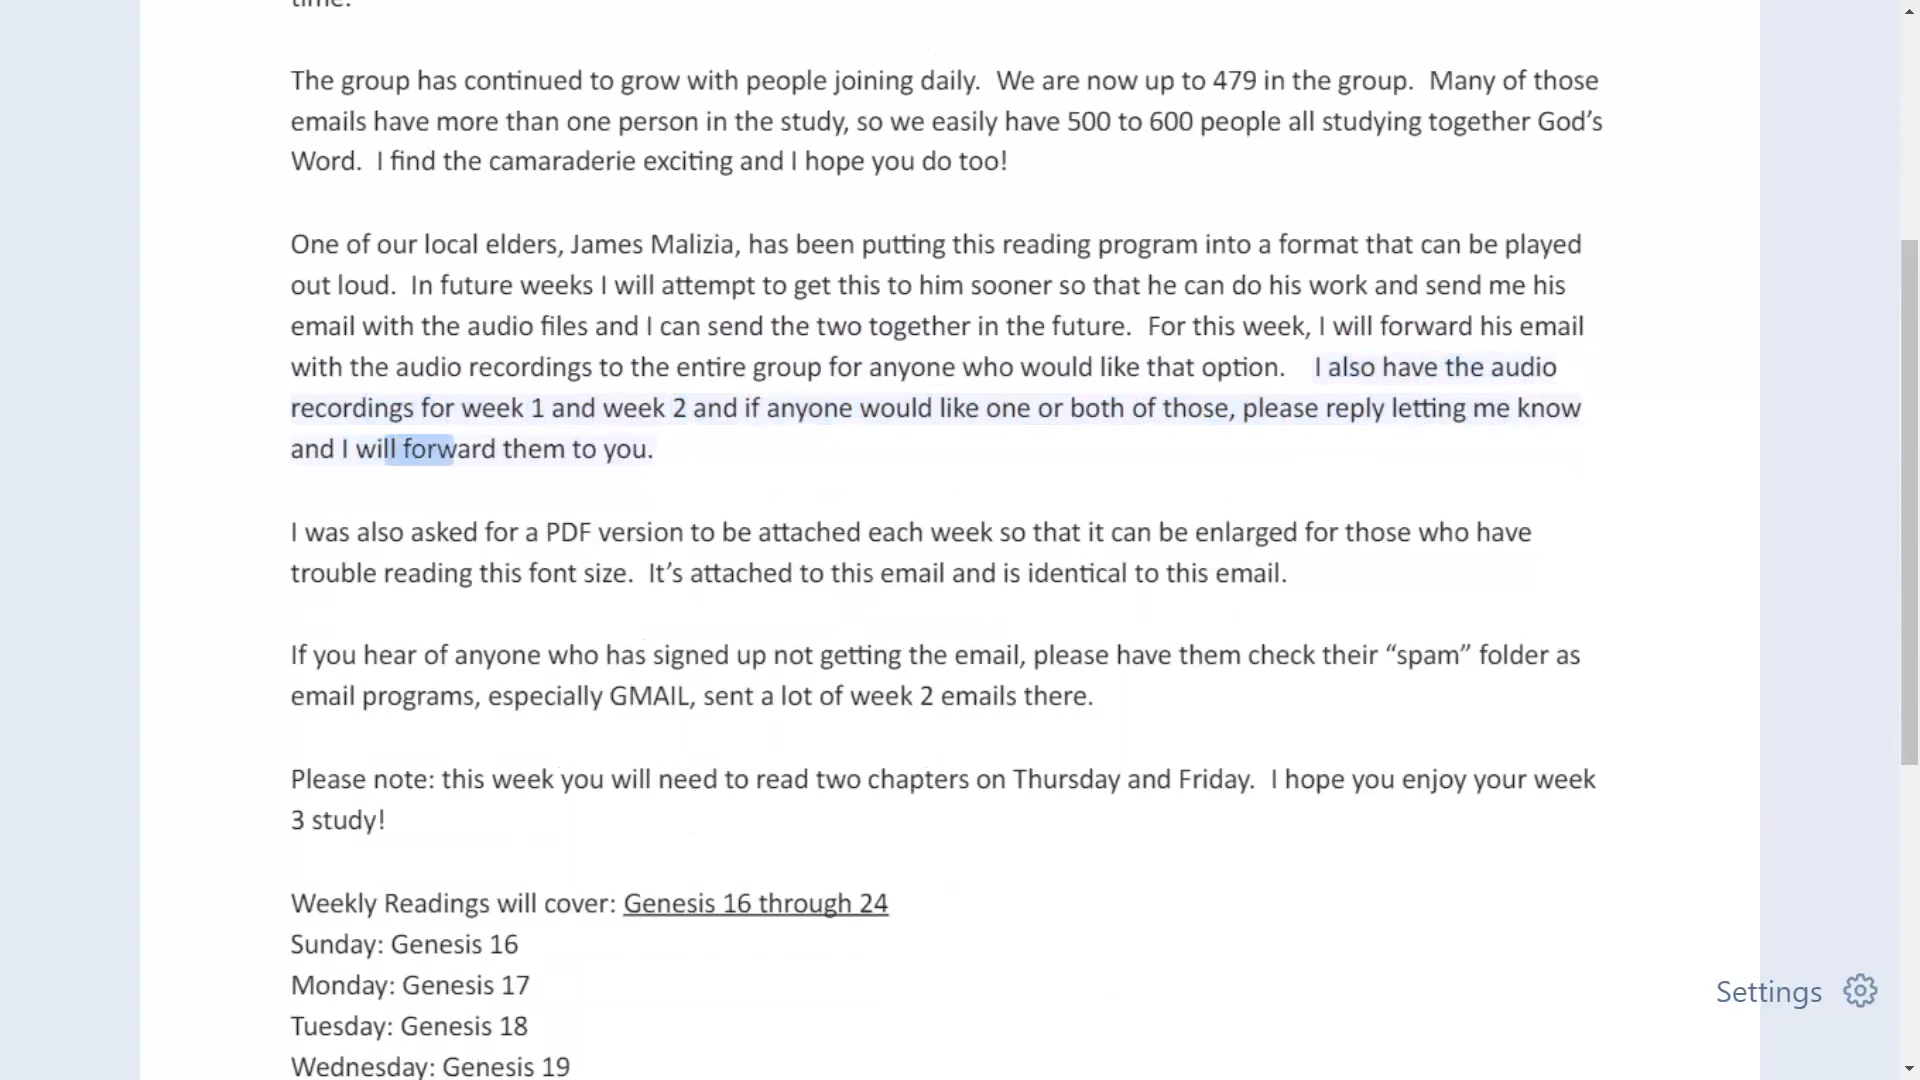 time.
The group has continued to grow with people joining daily.  We are now up to 479 in the group.  Many of those
emails have more than one person in the study, so we easily have 500 to 600 people all studying together God’s
Word.  I find the camaraderie exciting and I hope you do too!
One of our local elders, James Malizia, has been putting this reading program into a format that can be played
out loud.  In future weeks I will attempt to get this to him sooner so that he can do his work and send me his
email with the audio files and I can send the two together in the future.  For this week, I will forward his email
with the audio recordings to the entire group for anyone who would like that option.    I also have the audio
recordings for week 1 and week 2 and if anyone would like one or both of those, please reply letting me know
and I will forward them to you.
I was also asked for a PDF version to be attached each week so that it can be enlarged for those who have
trouble reading this font size.  It’s attached to this email and is identical to this email.
If you hear of anyone who has signed up not getting the email, please have them check their “spam” folder as
email programs, especially GMAIL, sent a lot of week 2 emails there.
Please note: this week you will need to read two chapters on Thursday and Friday.  I hope you enjoy your week
3 study!
Weekly Readings will cover: Genesis 16 through 24
Sunday: Genesis 16
Monday: Genesis 17
Settings
Tuesday: Genesis 18
Wednesday: Genesis 19